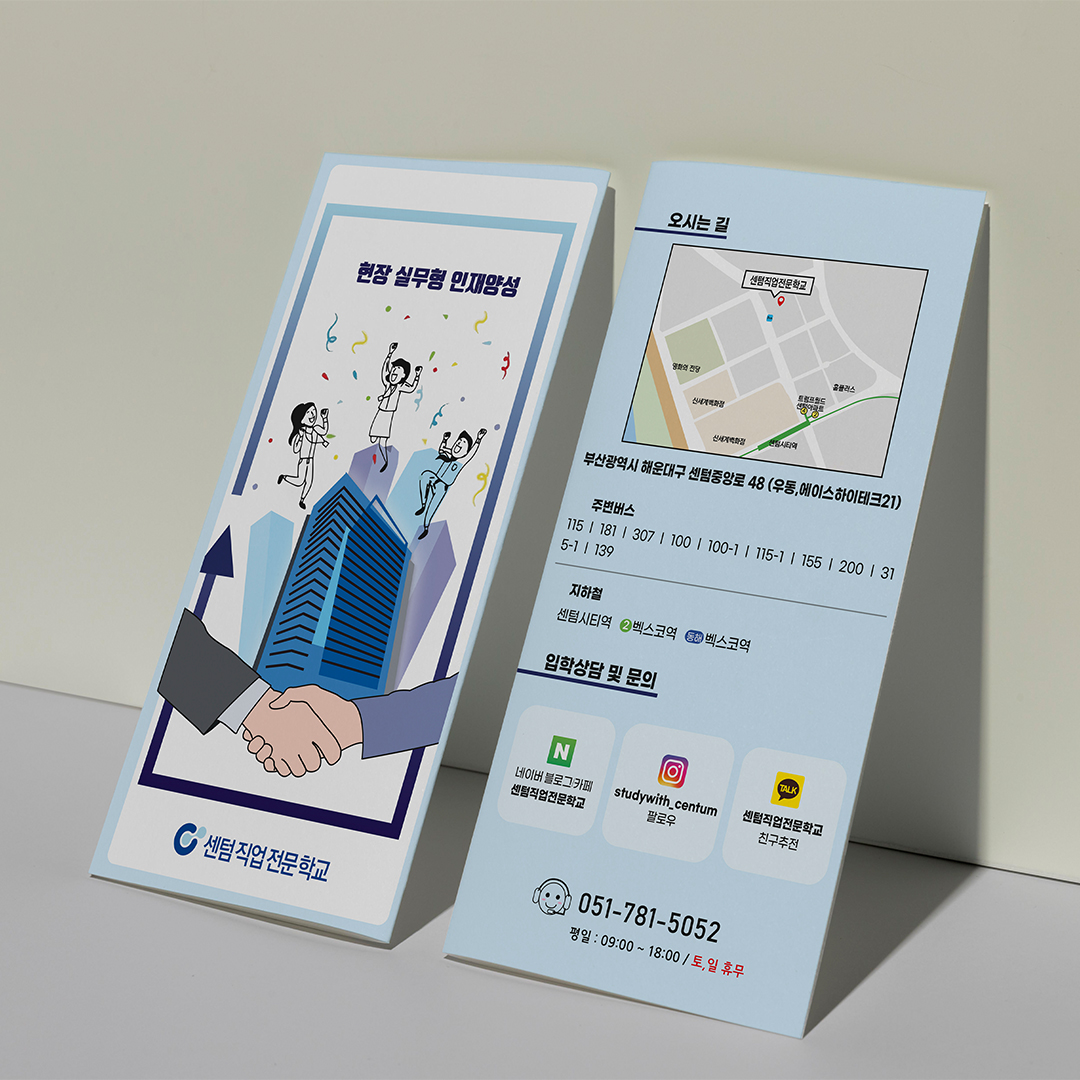 현장 실무형 인재양성
센텀직업전문학교
오시는 길
센텀직업전문학교
영화의 전당
신세계백화점
신세계백화점
홈플러스
트럼프월드
센텀아파트
센텀시티역
부산광역시 해운대구 센텀중앙로 48 (우동,에이스하이테크21)
주변버스
115 | 181 | 307 | 100 | 100-1 | 115-1 | 155 | 200 | 31
5-1 | 139
지하철
센텀시티역 2 벡스코역 동해 벡스코역
입학상담 및 문의
N
네이버 블로그/카페
센텀직업전문학교
studywith_centum
팔로우
TALK
센텀직업전문학교
친구추전
051-781-5052
평일 : 09:00 ~ 18:00 / 토,일 휴무